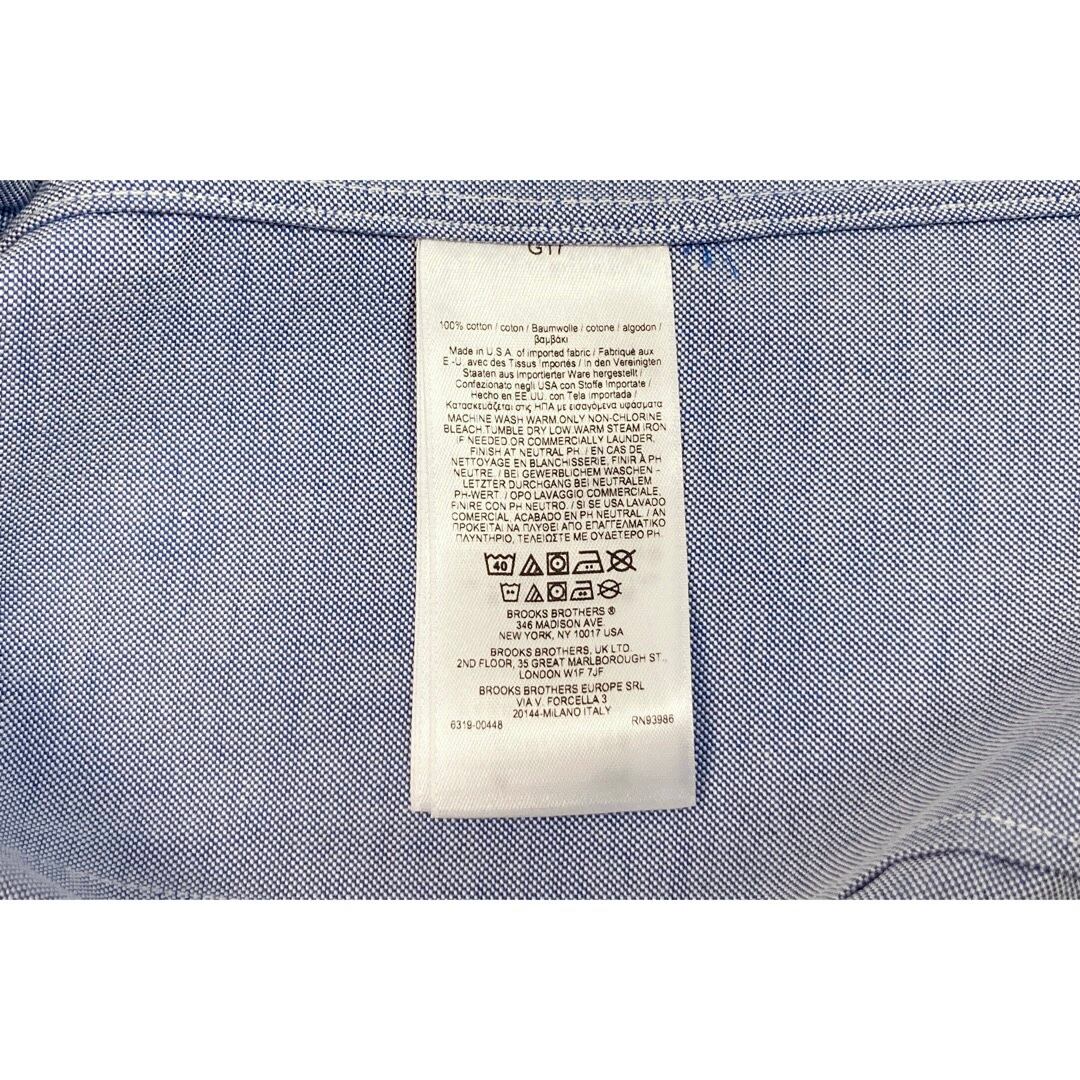 G17
100% cotton / coton / Baumwolle / cotone / algodon /
βαμβάκι
Made in U.S.A. of imported fabric / Fabriqué aux
E.-U. avec des Tissus Importés / In den Vereinigten
Staaten aus Importierter Ware hergestellt /
Confezionato negli USA con Stoffe Importate /
Hecho en EE.UU. con Tela Importada /
Κατασκευάζεται στις ΗΠΑ με εισαγόμενα υφάσματα
MACHINE WASH WARM.ONLY NON-CHLORINE
BLEACH.TUMBLE DRY LOW.WARM STEAM IRON
IF NEEDED.OR COMMERCIALLY LAUNDER,
FINISH AT NEUTRAL PH. / EN CAS DE
NETTOYAGE EN BLANCHISSERIE, FINIR À PH
NEUTRE. / BEI GEWERBLICHEM WASCHEN -
LETZTER DURCHGANG BEI NEUTRALEM
PH-WERT. / OPO LAVAGGIO COMMERCIALE,
FINIRE CON PH NEUTRO. / SI SE USA LAVADO
COMERCIAL, ACABADO EN PH NEUTRAL. / ΑΝ
ΠΡΟΚΕΙΤΑΙ ΝΑ ΠΛΥΘΕΙ ΑΠΟ ΕΠΑΓΓΕΛΜΑΤΙΚΟ
ΠΛΥΝΤΗΡΙΟ, ΤΕΛΕΙΩΣΤΕ ΜΕ ΟΥΔΕΤΕΡΟ PH.
40
BROOKS BROTHERS ®
346 MADISON AVE.
NEW YORK, NY 10017 USA
BROOKS BROTHERS, UK LTD.
2ND FLOOR, 35 GREAT MARLBOROUGH ST.,
LONDON W1F 7JF
BROOKS BROTHERS EUROPE SRL
VIA V. FORCELLA 3
20144-MILANO ITALY
6319-00448 RN93986